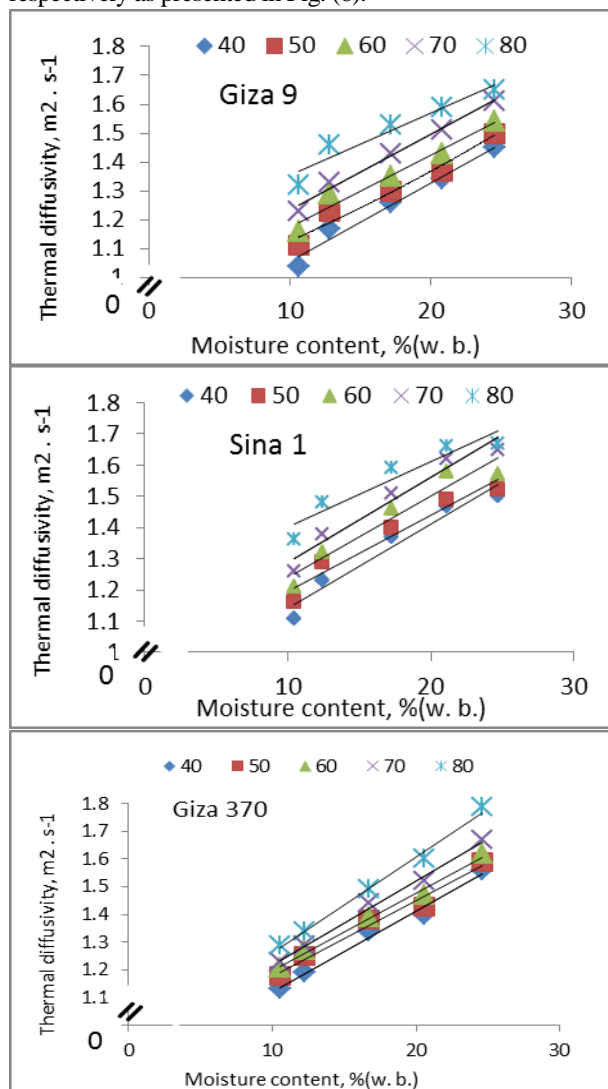 respectively as presented in Fig. (6).
40 50 60 70 80
Giza 9
Thermal diffusivity, m2 . s-1
1.8
1.7
1.6
1.5
1.4
1.3
1.2
1.1
1
0
0 10 20 30
Moisture content, %(w. b.)
40 50 60 70 80
Sina 1
Thermal diffusivity, m2 . s-1
1.8
1.7
1.6
1.5
1.4
1.3
1.2
1.1
1
0
0 10 20 30
Moisture content, %(w. b.)
40 50 60 70 80
Giza 370
Thermal diffusivity, m2 . s-1
1.8
1.7
1.6
1.5
1.4
1.3
1.2
1.1
0
0 10 20 30
Moisture content, %(w. b.)